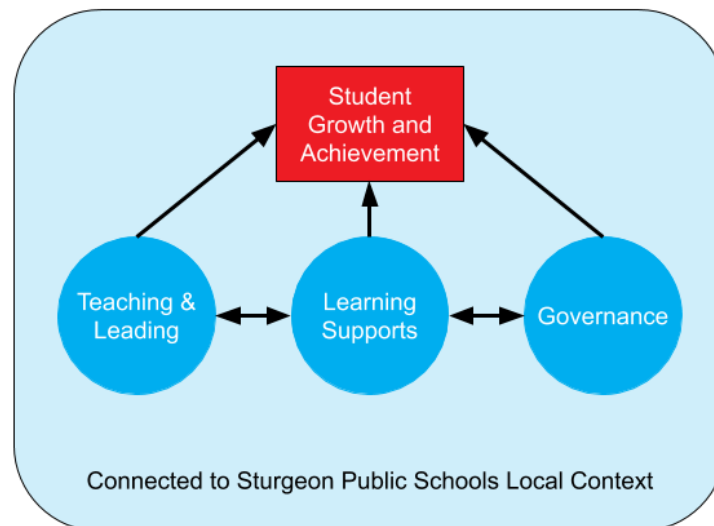 Student
Growth and
Achievement
Teaching &
Leading
Learning
Supports
Governance
Connected to Sturgeon Public Schools Local Context